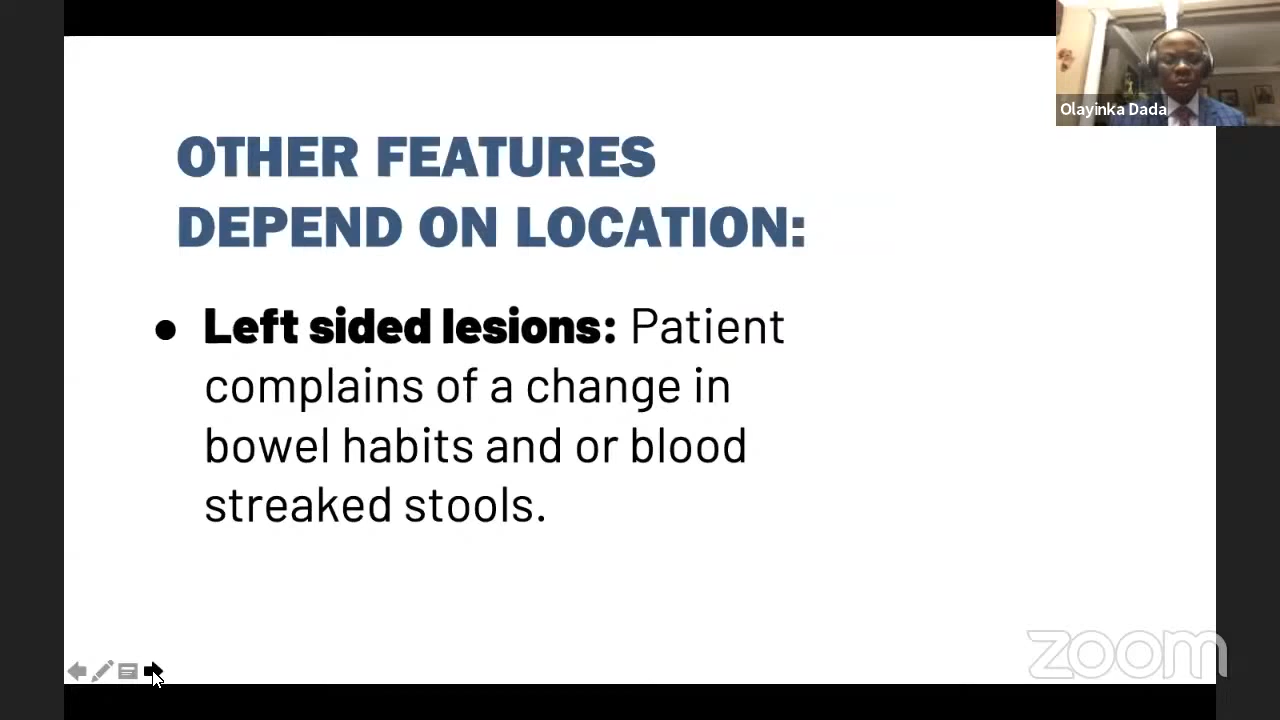 Olayinka Dada
OTHER FEATURES
DEPEND ON LOCATION:
● Left sided lesions: Patient
complains of a change in
bowel habits and or blood
streaked stools.
zoom